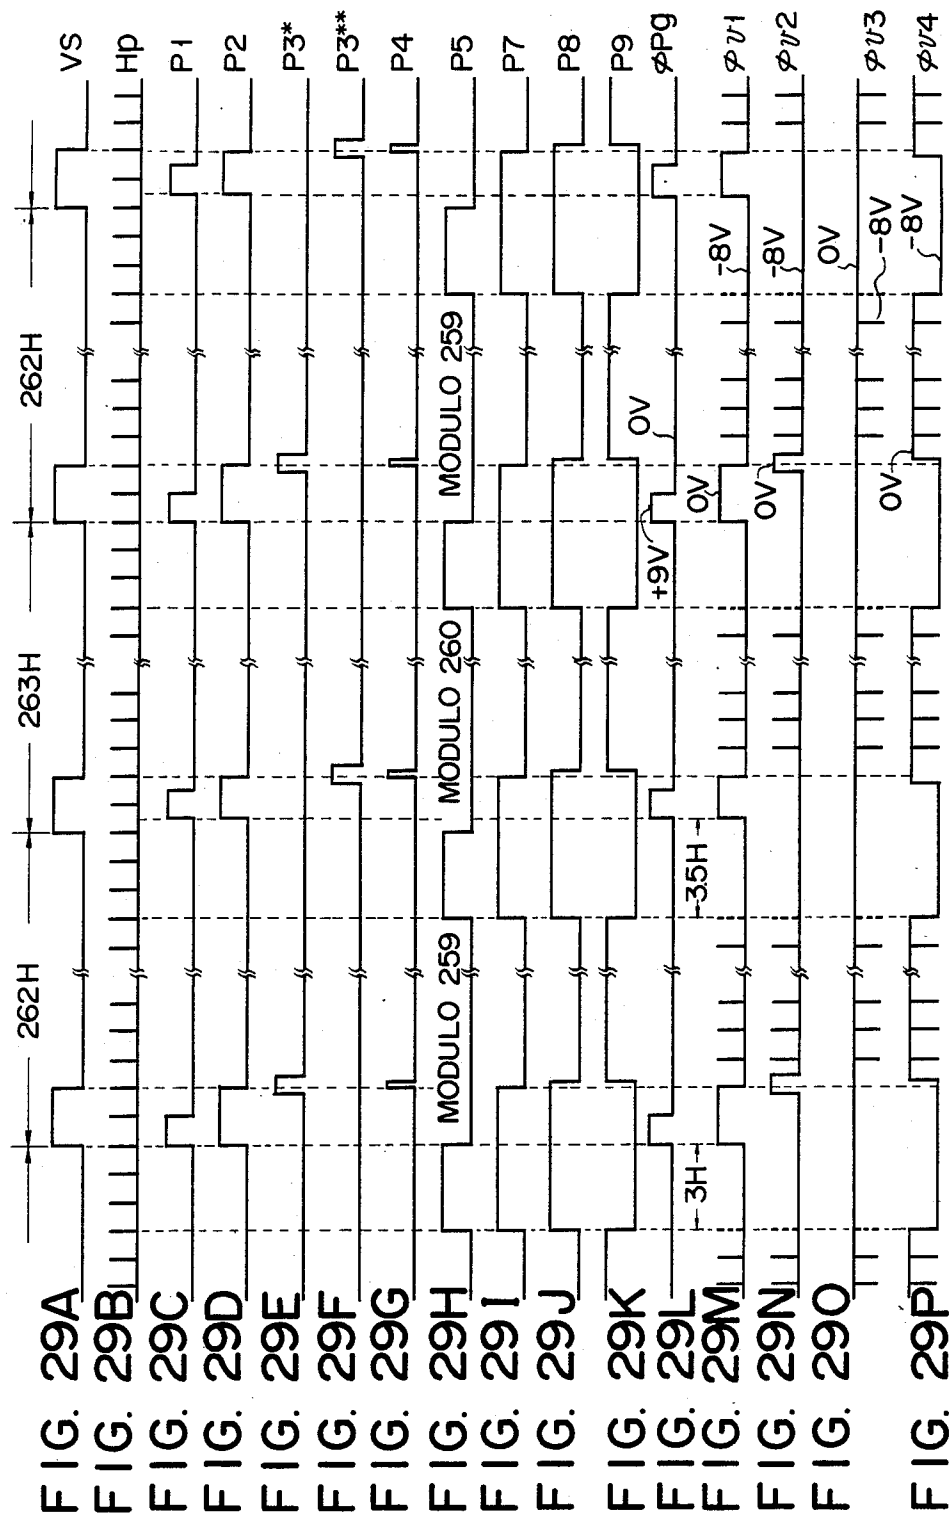 262H
263H
262H
FIG. 29A
VS
FIG. 29B
Hp
FIG. 29C
P1
FIG. 29D
P2
FIG. 29E
P3*
FIG. 29F
P3**
FIG. 29G
P4
FIG. 29H
MODULO 259
MODULO 260
MODULO 259
P5
FIG. 29I
P7
FIG. 29J
P8
FIG. 29K
P9
FIG. 29L
+9V
0V
φPg
3H
3.5H
FIG. 29M
0V
-8V
φv1
FIG. 29N
0V
-8V
φv2
FIG. 29O
0V
-8V
φv3
FIG. 29P
0V
-8V
φv4